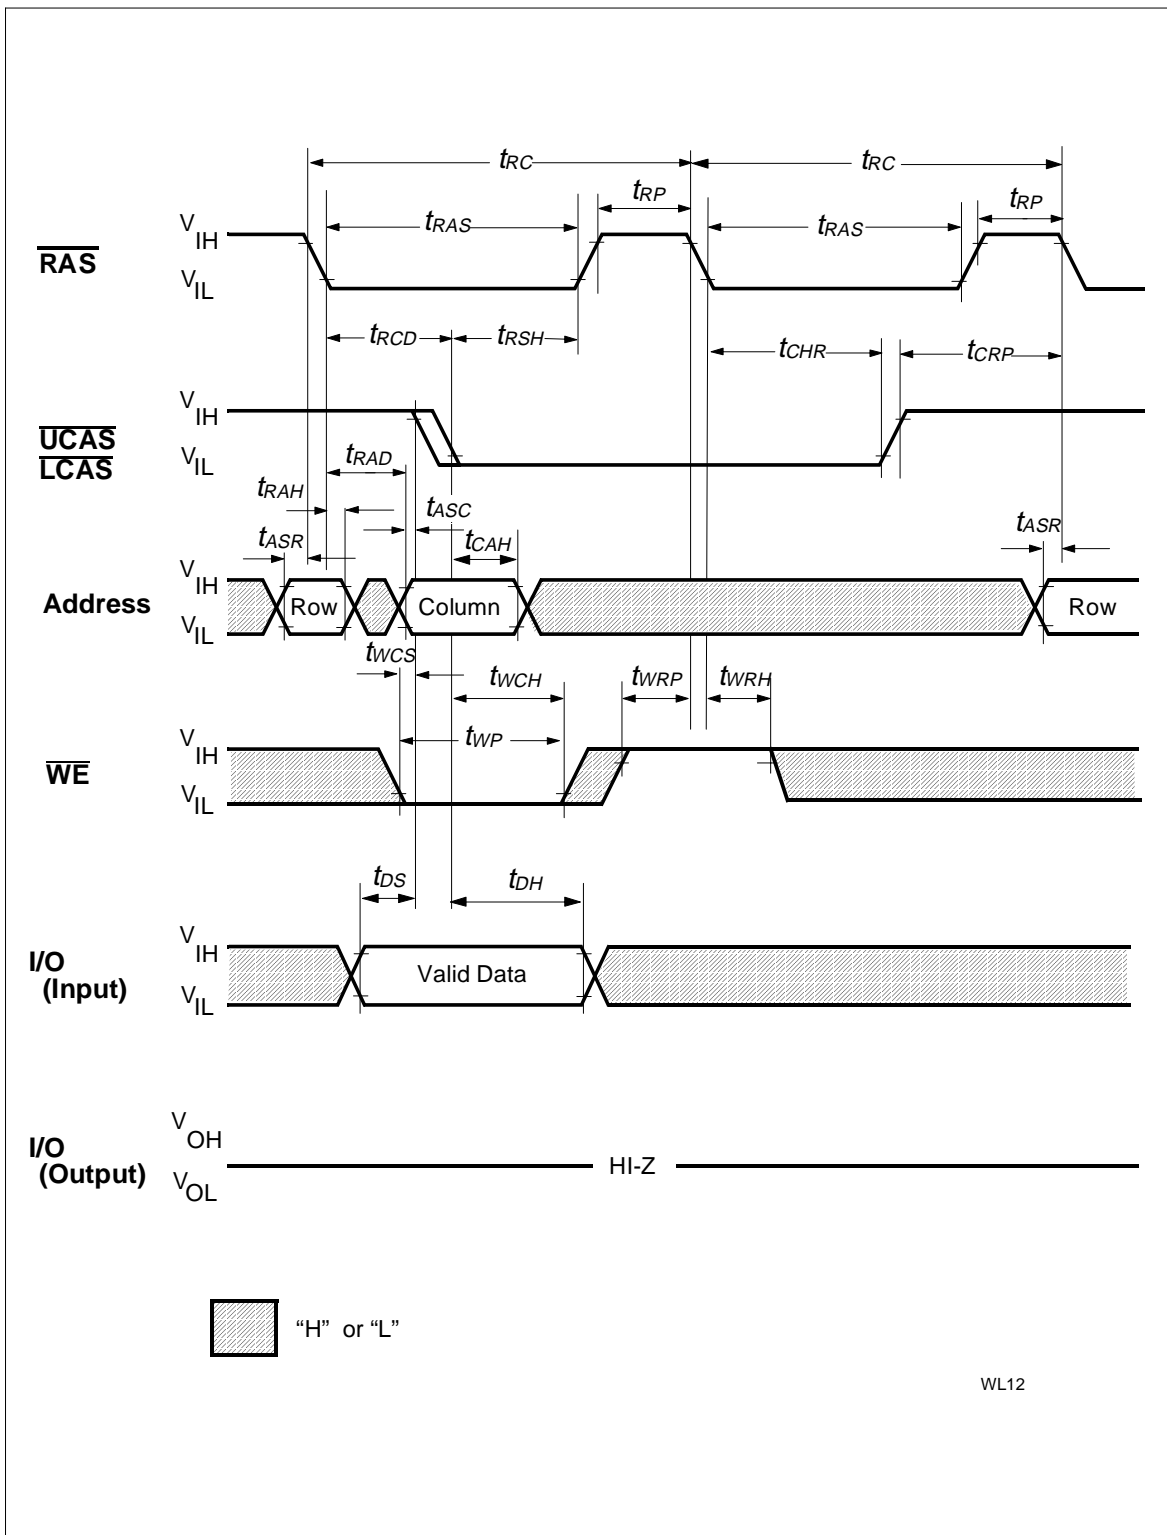 tRC
tRC
tRP
tRP
tRAS
tRAS
VIH
RAS
VIL
tRCD
tRSH
tCHR
tCRP
VIH
UCAS
LCAS
VIL
tRAD
tRAH
tASC
tASR
tCAH
tASR
VIH
Address
Row
Column
Row
VIL
tWCS
tWCH
tWRP
tWRH
tWP
VIH
WE
VIL
tDS
tDH
VIH
I/O
(Input)
Valid Data
VIL
VOH
I/O
(Output)
HI-Z
VOL
“H” or “L”
WL12